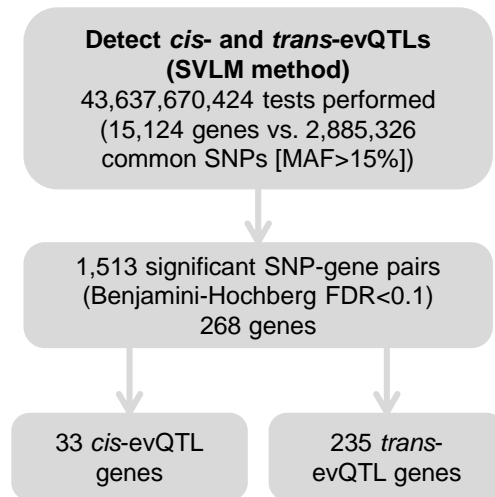 Detect cis- and trans-evQTLs
(SVLM method)
43,637,670,424 tests performed
(15,124 genes vs. 2,885,326
common SNPs [MAF>15%])
1,513 significant SNP-gene pairs
(Benjamini-Hochberg FDR<0.1)
268 genes
33 cis-evQTL
genes
235 trans-
evQTL genes